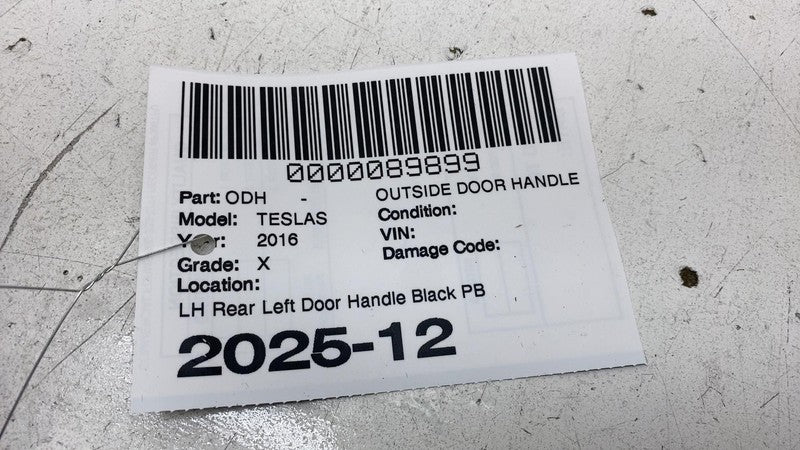 0000089899
Part: ODH - OUTSIDE DOOR HANDLE
Model: TESLAS Condition:
Year: 2016 VIN:
Grade: X Damage Code:
Location:
LH Rear Left Door Handle Black PB
2025-12